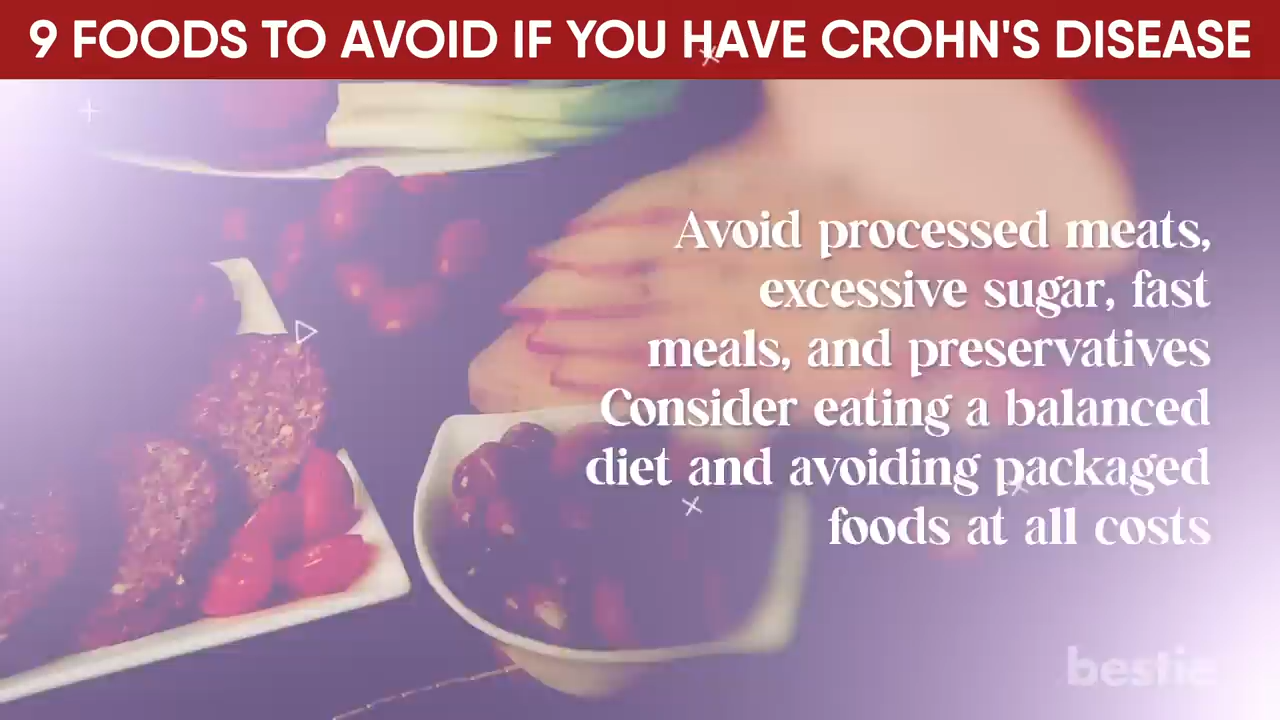 9 FOODS TO AVOID IF YOU HAVE CROHN'S DISEASE
Avoid processed meats,
excessive sugar, fast
meals, and preservatives
Consider eating a balanced
diet and avoiding packaged
foods at all costs
bestie